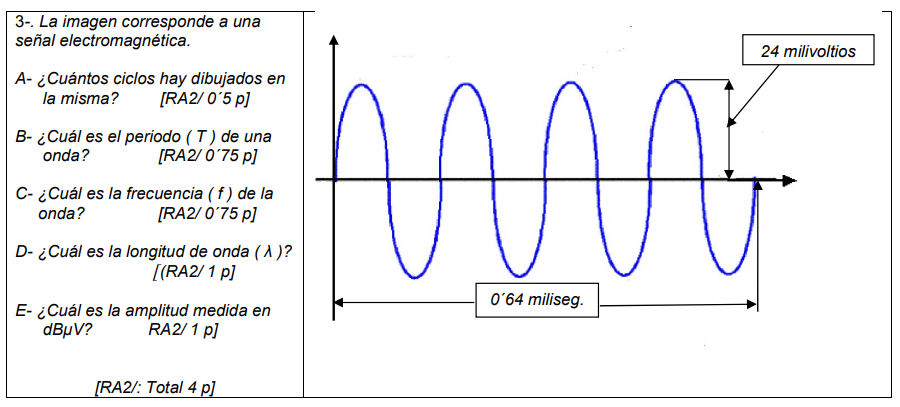 3-. La imagen corresponde a una
señal electromagnética.
A- ¿Cuántos ciclos hay dibujados en
la misma? [RA2/ 0´5 p]
B- ¿Cuál es el periodo ( T ) de una
onda? [RA2/ 0´75 p]
C- ¿Cuál es la frecuencia ( f ) de la
onda? [RA2/ 0´75 p]
D- ¿Cuál es la longitud de onda ( λ )?
[(RA2/ 1 p]
E- ¿Cuál es la amplitud medida en
dBµV? RA2/ 1 p]
[RA2/: Total 4 p]
24 milivoltios
0´64 miliseg.